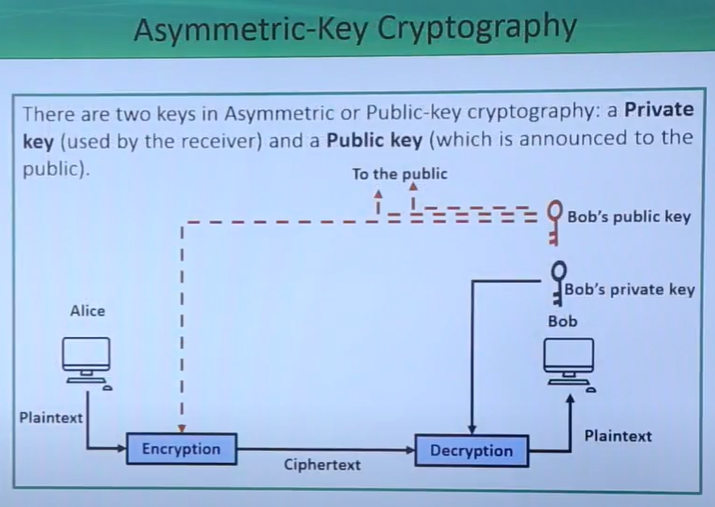 Asymmetric-Key Cryptography
There are two keys in Asymmetric or Public-key cryptography: a Private
key (used by the receiver) and a Public key (which is announced to the
public).
To the public
Bob's public key
Bob's private key
Alice
Bob
Plaintext
Encryption
Ciphertext
Decryption
Plaintext